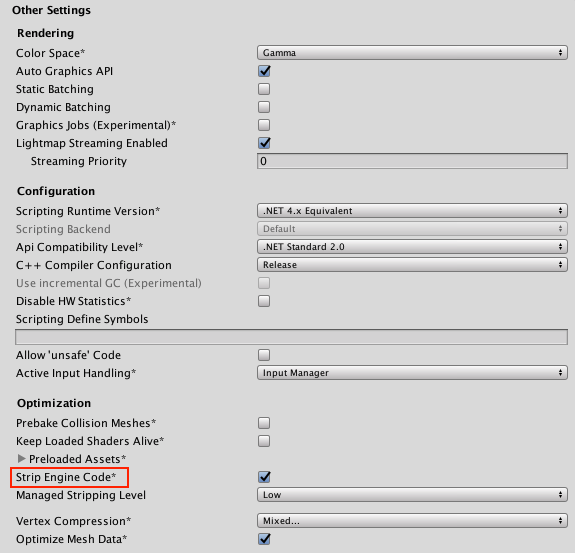 Other Settings
Rendering
Color Space* Gamma
Auto Graphics API
Static Batching
Dynamic Batching
Graphics Jobs (Experimental)*
Lightmap Streaming Enabled
Streaming Priority 0
Configuration
Scripting Runtime Version* .NET 4.x Equivalent
Scripting Backend Default
Api Compatibility Level* .NET Standard 2.0
C++ Compiler Configuration Release
Use incremental GC (Experimental)
Disable HW Statistics*
Scripting Define Symbols
Allow 'unsafe' Code
Active Input Handling* Input Manager
Optimization
Prebake Collision Meshes*
Keep Loaded Shaders Alive*
Preloaded Assets*
Strip Engine Code*
Managed Stripping Level Low
Vertex Compression* Mixed...
Optimize Mesh Data*